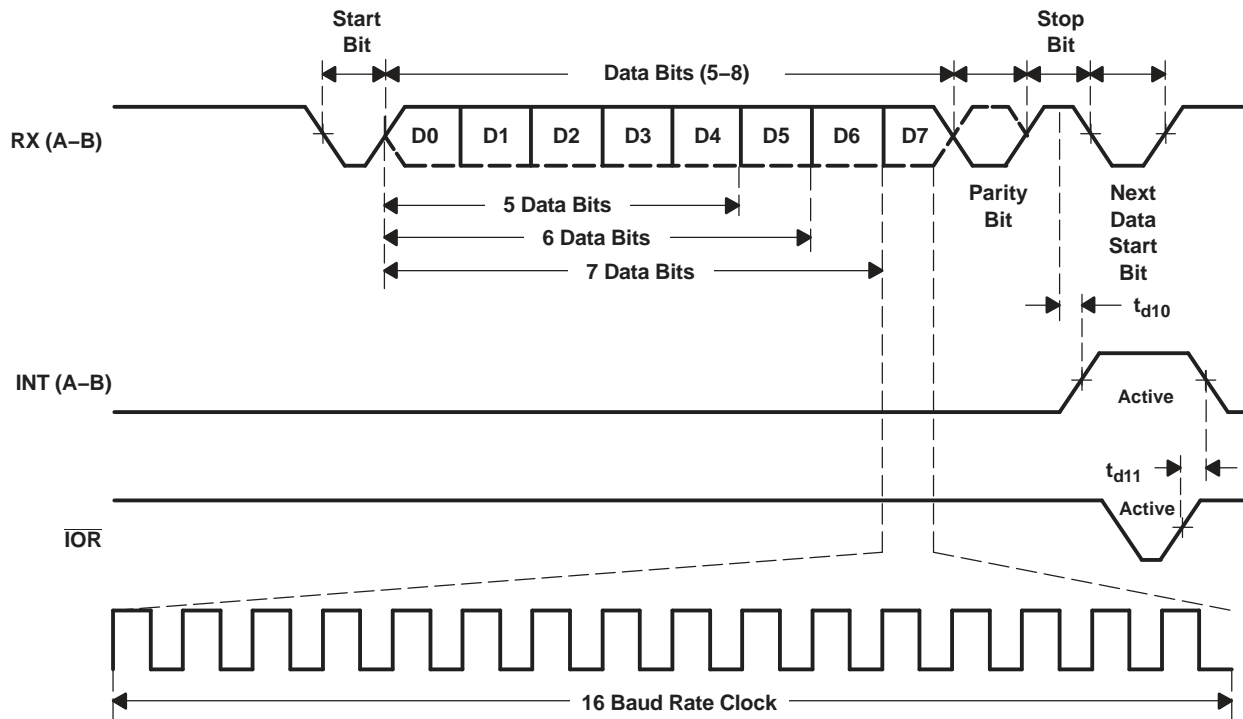 Start
Bit
Stop
Bit
Data Bits (5–8)
RX (A–B)
D0 D1 D2 D3 D4 D5 D6 D7
5 Data Bits
6 Data Bits
7 Data Bits
Parity
Bit
Next
Data
Start
Bit
td10
INT (A–B)
Active
td11
Active
IOR
16 Baud Rate Clock